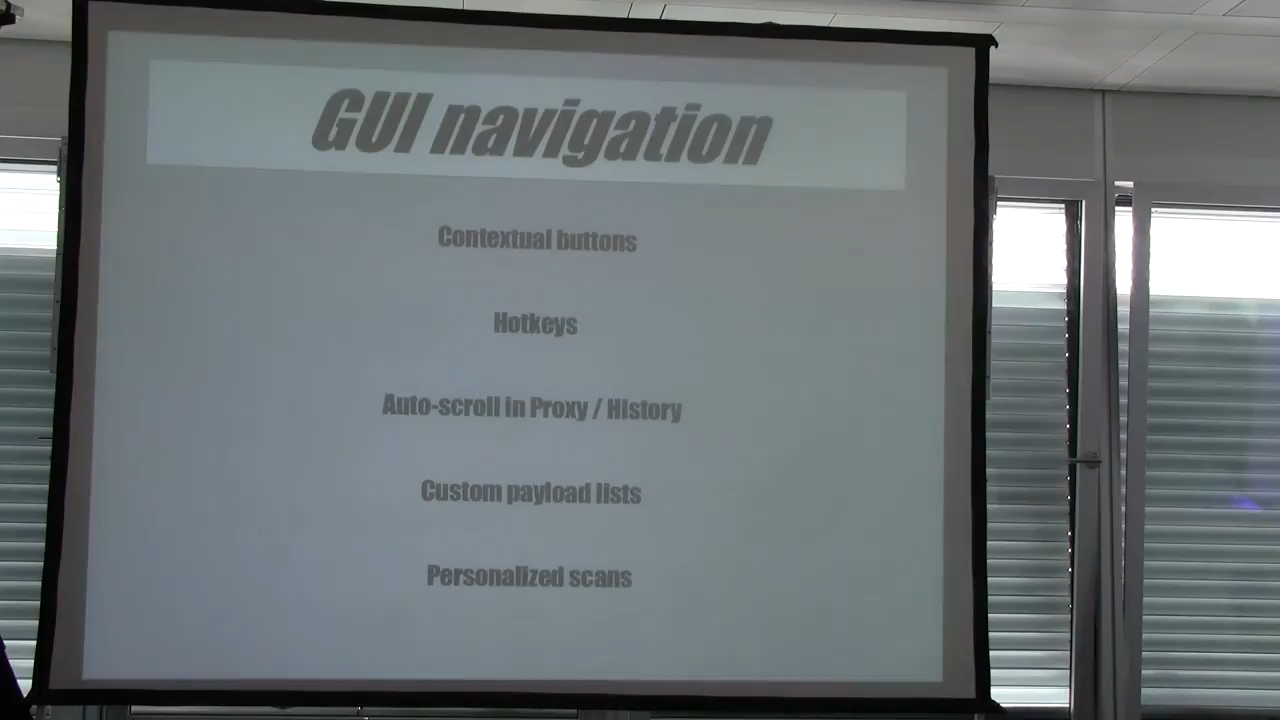 GUI navigation
Contextual buttons
Hotkeys
Auto-scroll in Proxy / History
Custom payload lists
Personalized scans